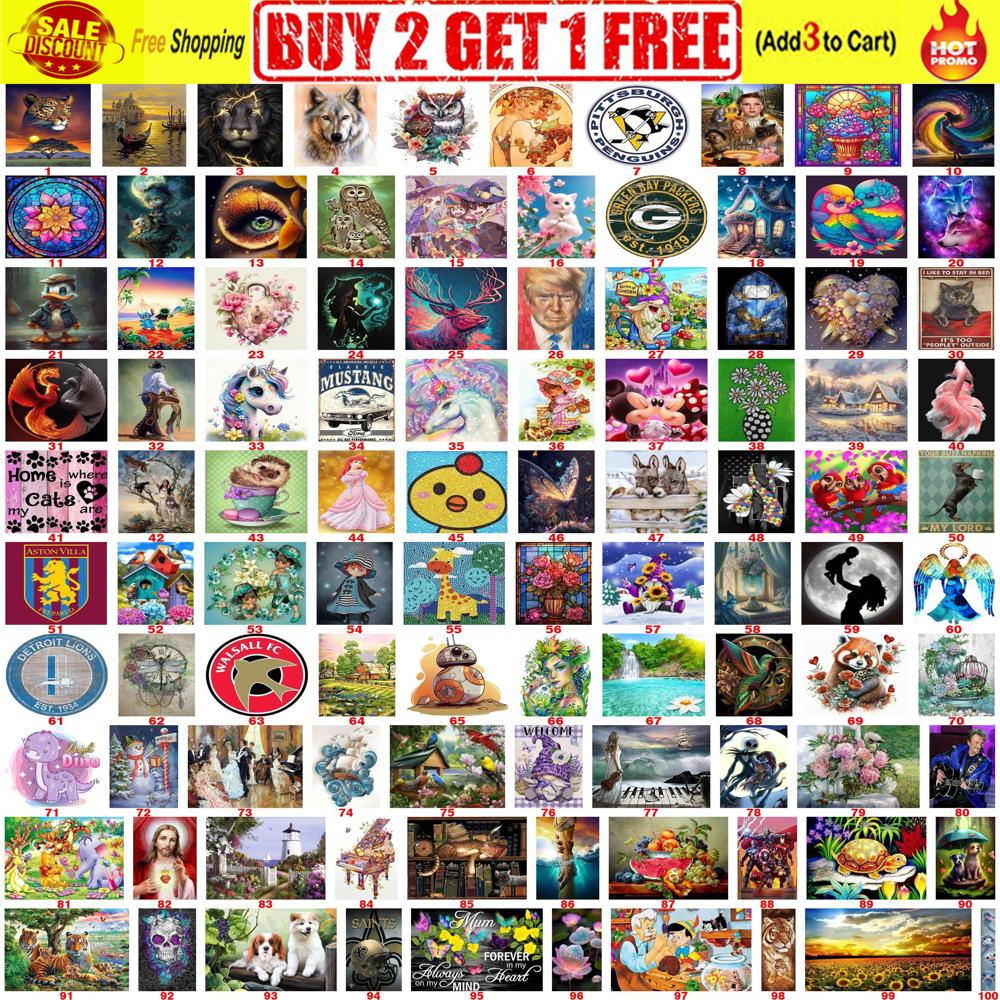 SALE
DISCOUNT
Free Shopping
BUY 2 GET 1 FREE
(Add 3 to Cart)
HOT
PROMO
PITTSBURGH
PENGUINS
1 2 3 4 5 6 7 8 9 10
GREEN BAY PACKERS
G
est. 1919
11 12 13 14 15 16 17 18 19 20
I LIKE TO STAY IN BED
IT'S TOO
"PEOPLEY" OUTSIDE
21 22 23 24 25 26 27 28 29 30
CLASSIC
MUSTANG
Ford
31 32 33 34 35 36 37 38 39 40
Home is where
my Cats are
YOUR BUTT NAPKINS
MY LORD
41 42 43 44 45 46 47 48 49 50
ASTON VILLA
PREPARED
51 52 53 54 55 56 57 58 59 60
DETROIT LIONS
EST. 1934
WALSALL FC
61 62 63 64 65 66 67 68 69 70
Dino
WELCOME
71 72 73 74 75 76 77 78 79 80
81 82 83 84 85 86 87 88 89 90
SAINTS
Mum
Always
on my MIND
FOREVER
in my
Heart
91 92 93 94 95 96 97 98 99 100